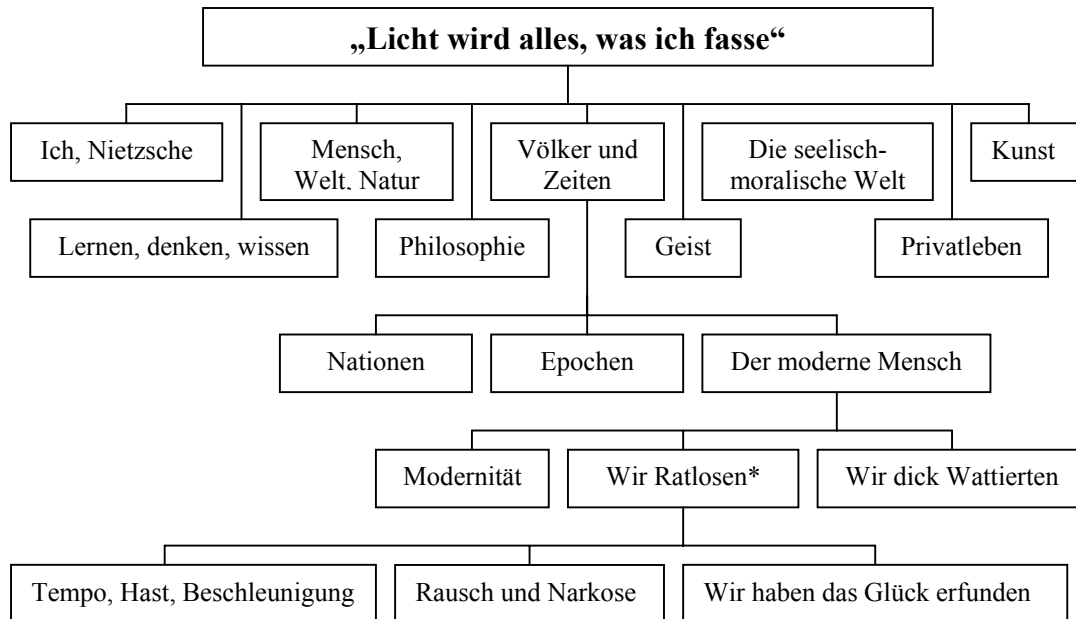 „Licht wird alles, was ich fasse“
Ich, Nietzsche
Mensch,
Welt, Natur
Völker und
Zeiten
Die seelisch-
moralische Welt
Kunst
Lernen, denken, wissen
Philosophie
Geist
Privatleben
Nationen
Epochen
Der moderne Mensch
Modernität
Wir Ratlosen*
Wir dick Wattierten
Tempo, Hast, Beschleunigung
Rausch und Narkose
Wir haben das Glück erfunden